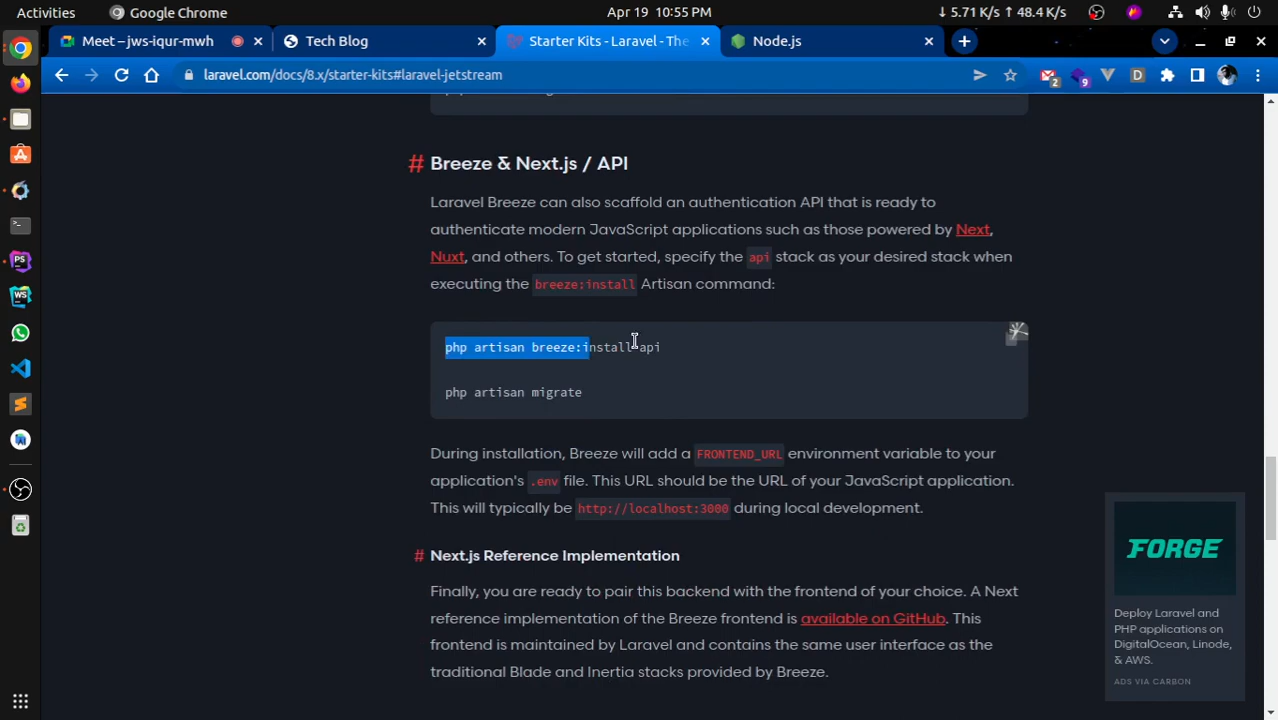 Activities
Google Chrome
Apr 19 10:55 PM
↓ 5.71 K/s ↑ 48.4 K/s
Meet – jws-iqur-mwh
Tech Blog
Starter Kits - Laravel - The
Node.js
laravel.com/docs/8.x/starter-kits#laravel-jetstream
2
D
9
# Breeze & Next.js / API
Laravel Breeze can also scaffold an authentication API that is ready to
authenticate modern JavaScript applications such as those powered by Next,
Nuxt, and others. To get started, specify the api stack as your desired stack when
executing the breeze:install Artisan command:
php artisan breeze:install api
php artisan migrate
During installation, Breeze will add a FRONTEND_URL environment variable to your
application's .env file. This URL should be the URL of your JavaScript application.
This will typically be http://localhost:3000 during local development.
# Next.js Reference Implementation
Finally, you are ready to pair this backend with the frontend of your choice. A Next
reference implementation of the Breeze frontend is available on GitHub. This
frontend is maintained by Laravel and contains the same user interface as the
traditional Blade and Inertia stacks provided by Breeze.
FORGE
Deploy Laravel and
PHP applications on
DigitalOcean, Linode,
& AWS.
ADS VIA CARBON
PS
WS